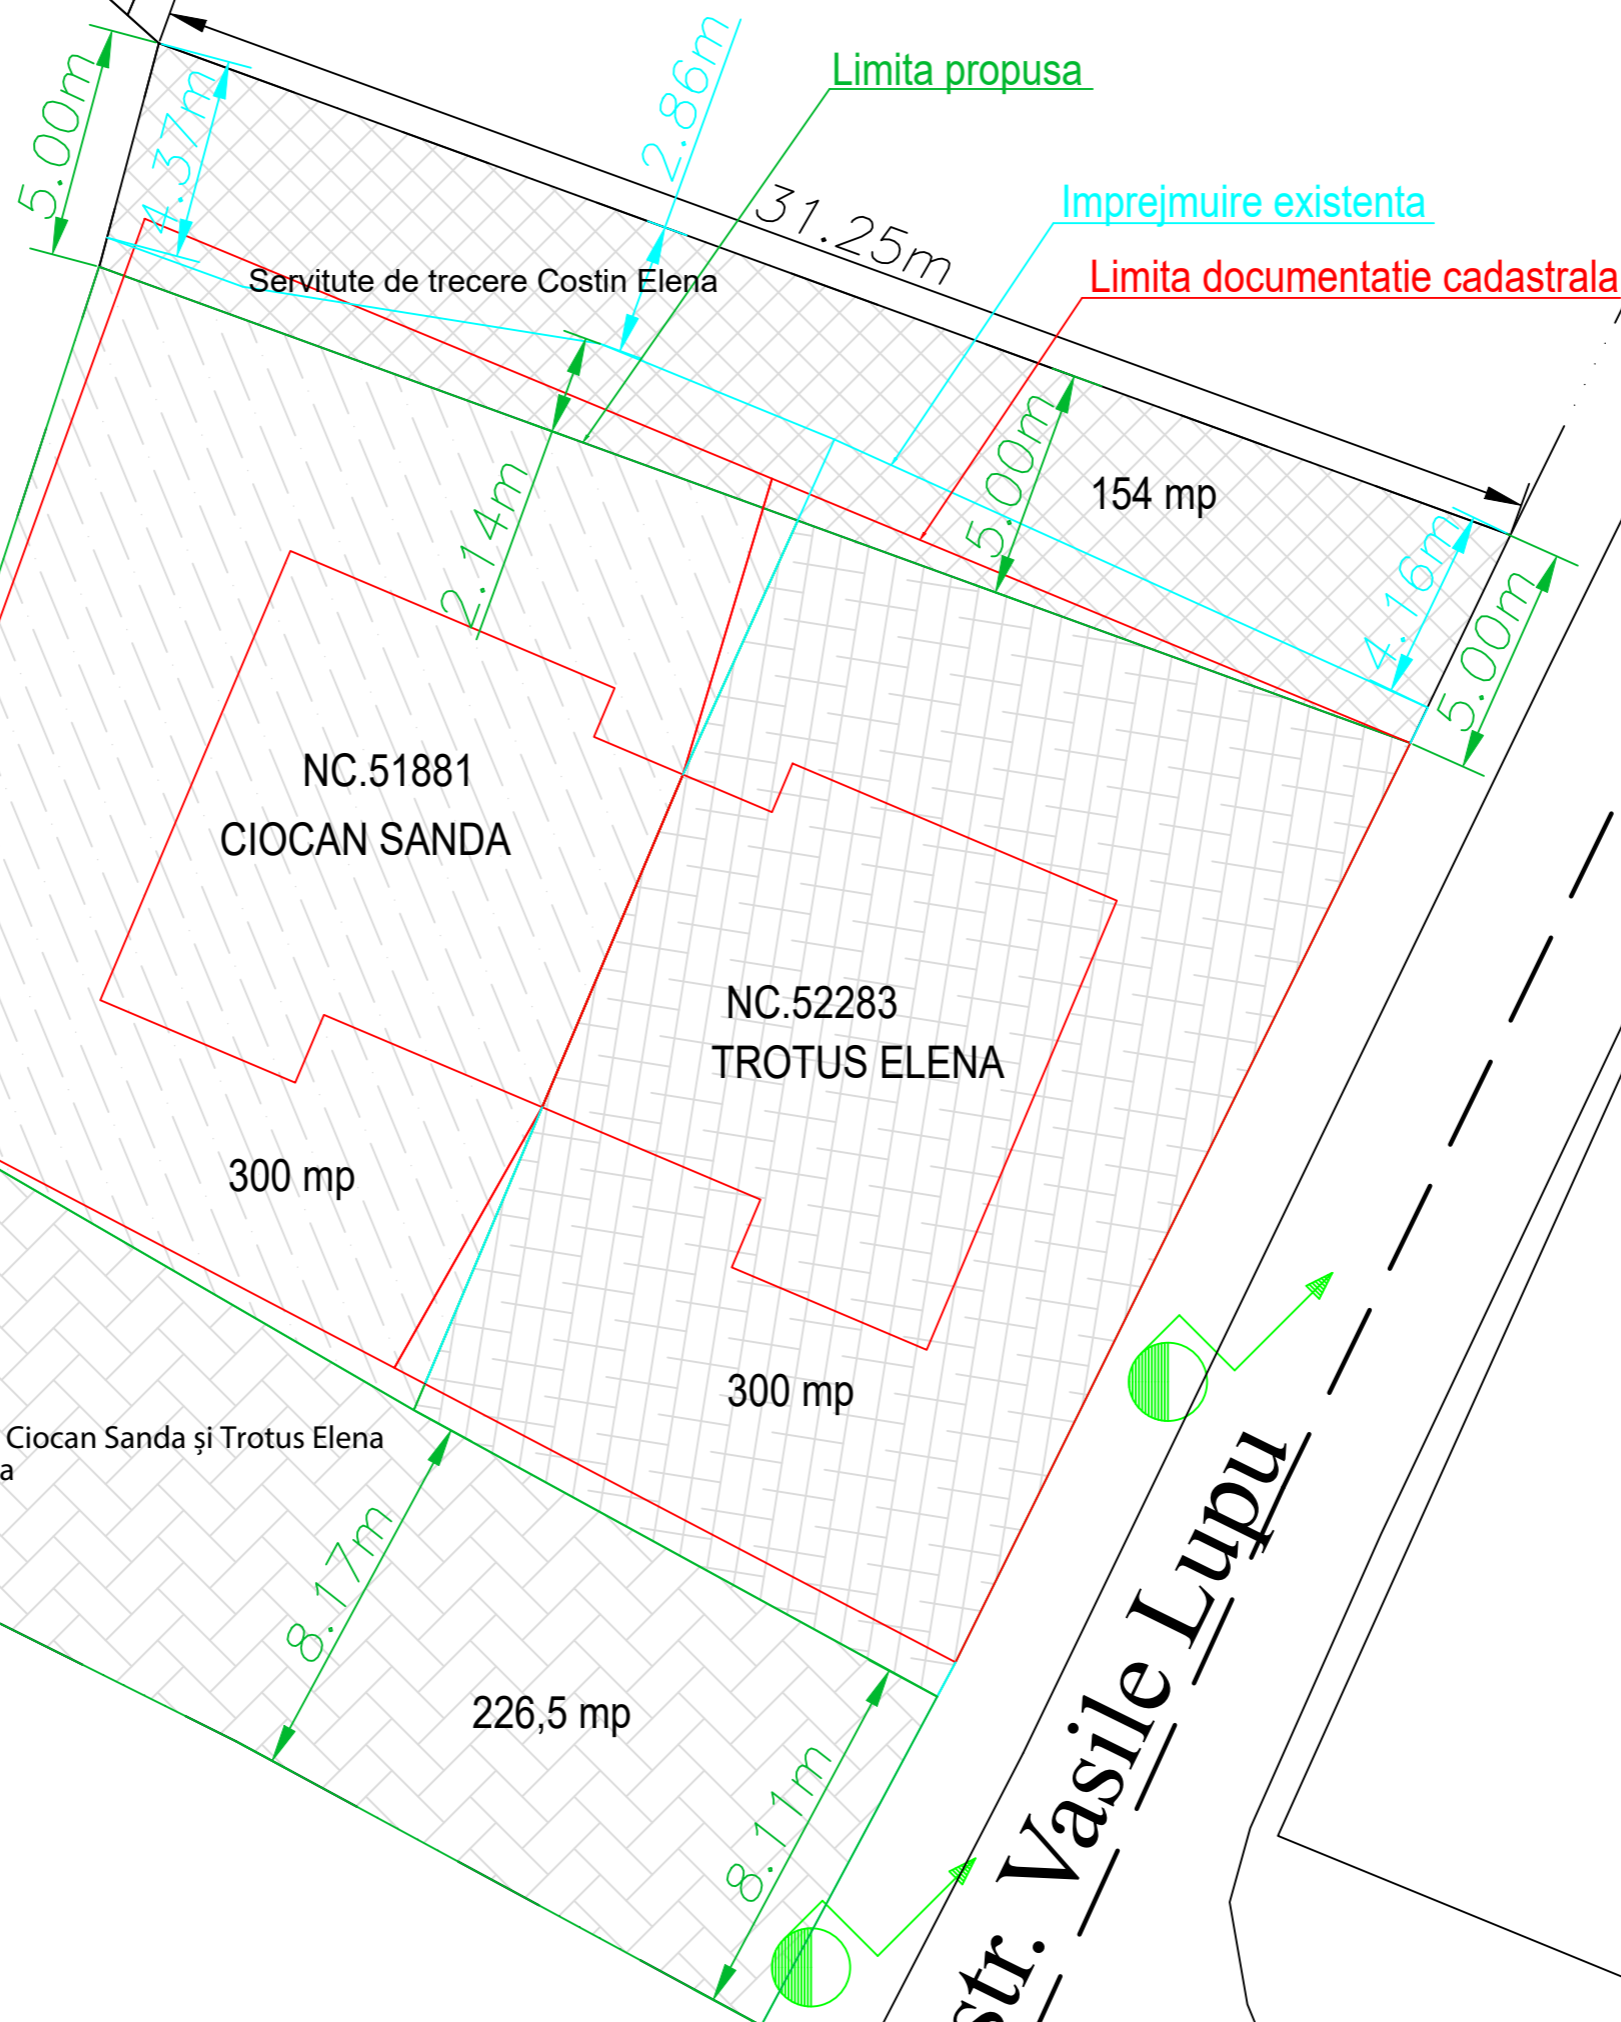 5.00m
4.37m
2.86m
Limita propusa
31.25m
Imprejmuire existenta
Limita documentatie cadastrala
Servitute de trecere Costin Elena
2.14m
5.00m
154 mp
4.16m
5.00m
NC.51881
CIOCAN SANDA
300 mp
NC.52283
TROTUS ELENA
300 mp
Ciocan Sanda și Trotus Elena
a
8.17m
226,5 mp
8.11m
str. Vasile Lupu